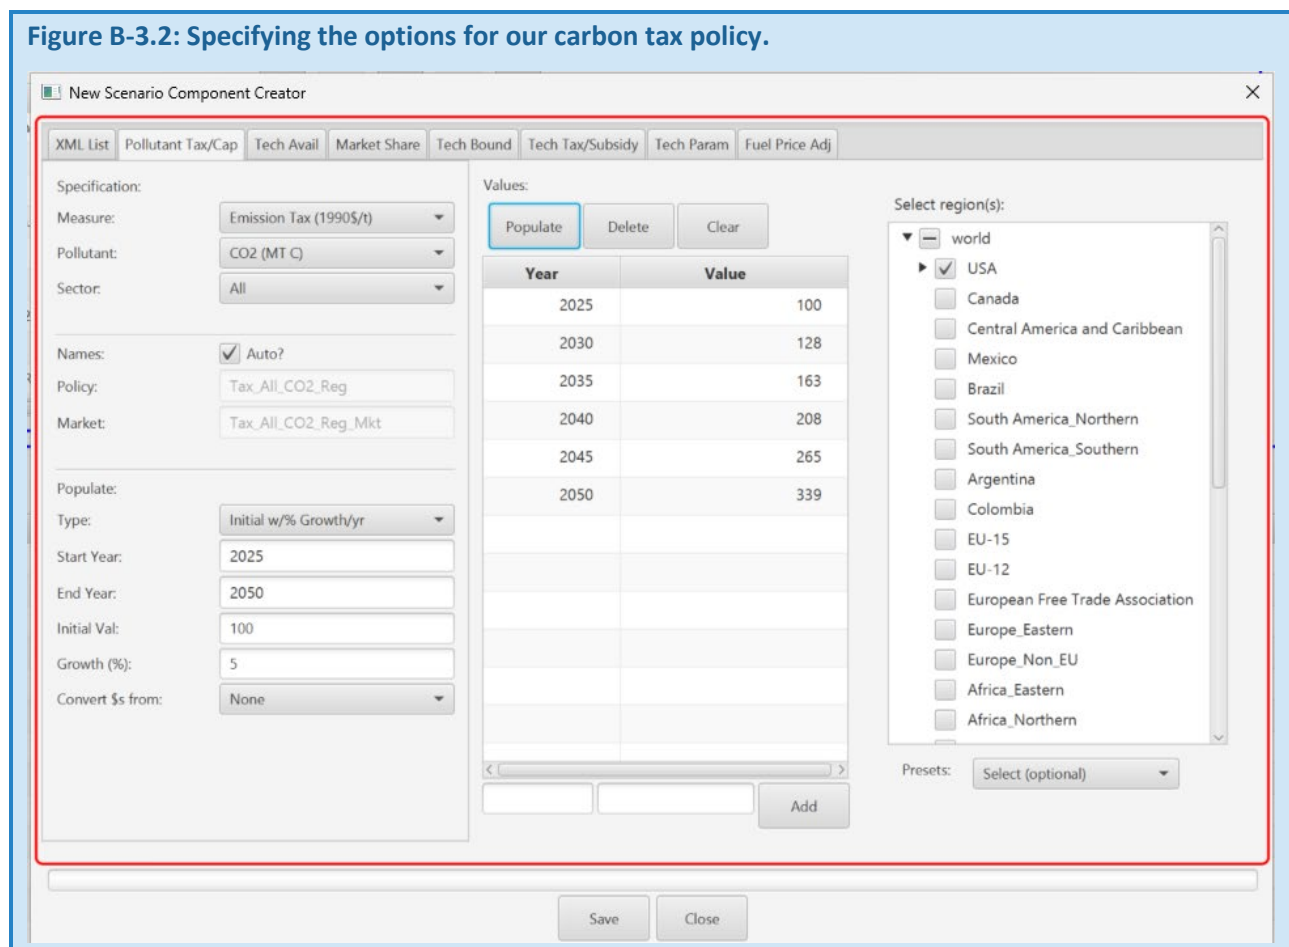 Figure B-3.2: Specifying the options for our carbon tax policy.
New Scenario Component Creator
XML List Pollutant Tax/Cap Tech Avail Market Share Tech Bound Tech Tax/Subsidy Tech Param Fuel Price Adj
Specification:
Measure: Emission Tax (1990$/t)
Pollutant: CO2 (MT C)
Sector: All
Names: Auto?
Policy: Tax_All_CO2_Reg
Market: Tax_All_CO2_Reg_Mkt
Populate:
Type: Initial w/% Growth/yr
Start Year: 2025
End Year: 2050
Initial Val: 100
Growth (%): 5
Convert $s from: None
Values:
Populate Delete Clear
Year Value
2025 100
2030 128
2035 163
2040 208
2045 265
2050 339
Add
Select region(s):
world
USA
Canada
Central America and Caribbean
Mexico
Brazil
South America_Northern
South America_Southern
Argentina
Colombia
EU-15
EU-12
European Free Trade Association
Europe_Eastern
Europe_Non_EU
Africa_Eastern
Africa_Northern
Presets: Select (optional)
Save Close